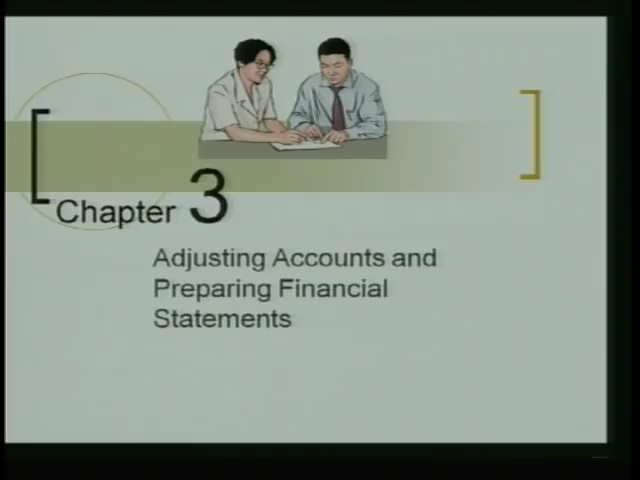 Chapter 3
Adjusting Accounts and
Preparing Financial
Statements